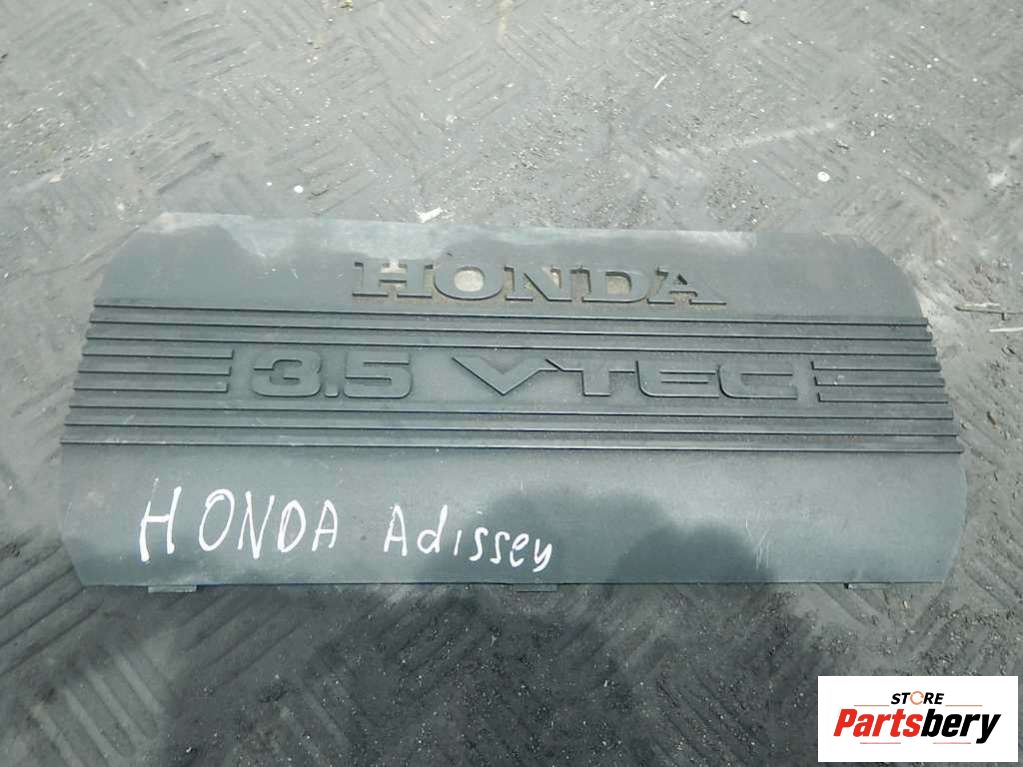 HONDA
3.5 VTEC
HONDA Adissey
STORE
Partsbery